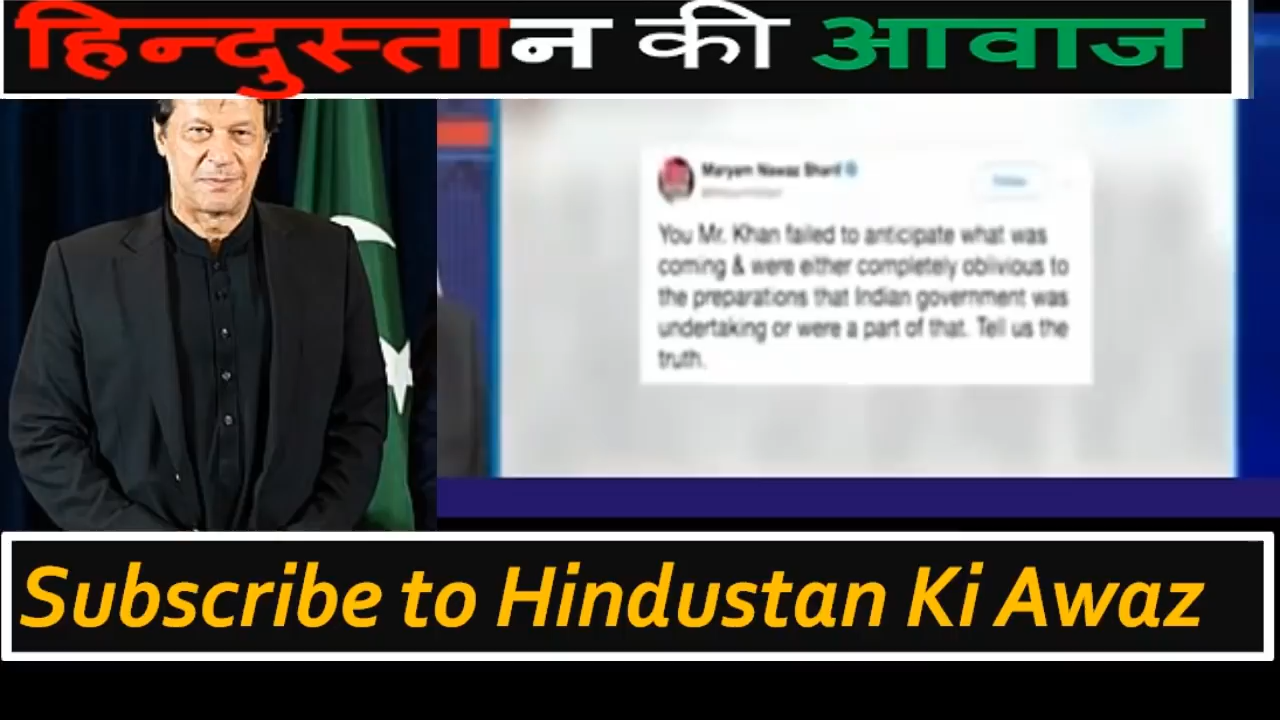 हिन्दुस्तान की आवाज
Maryam Nawaz Sharif
You Mr. Khan failed to anticipate what was
coming & were either completely oblivious to
the preparations that Indian government was
undertaking or were a part of that. Tell us the
truth.
Subscribe to Hindustan Ki Awaz